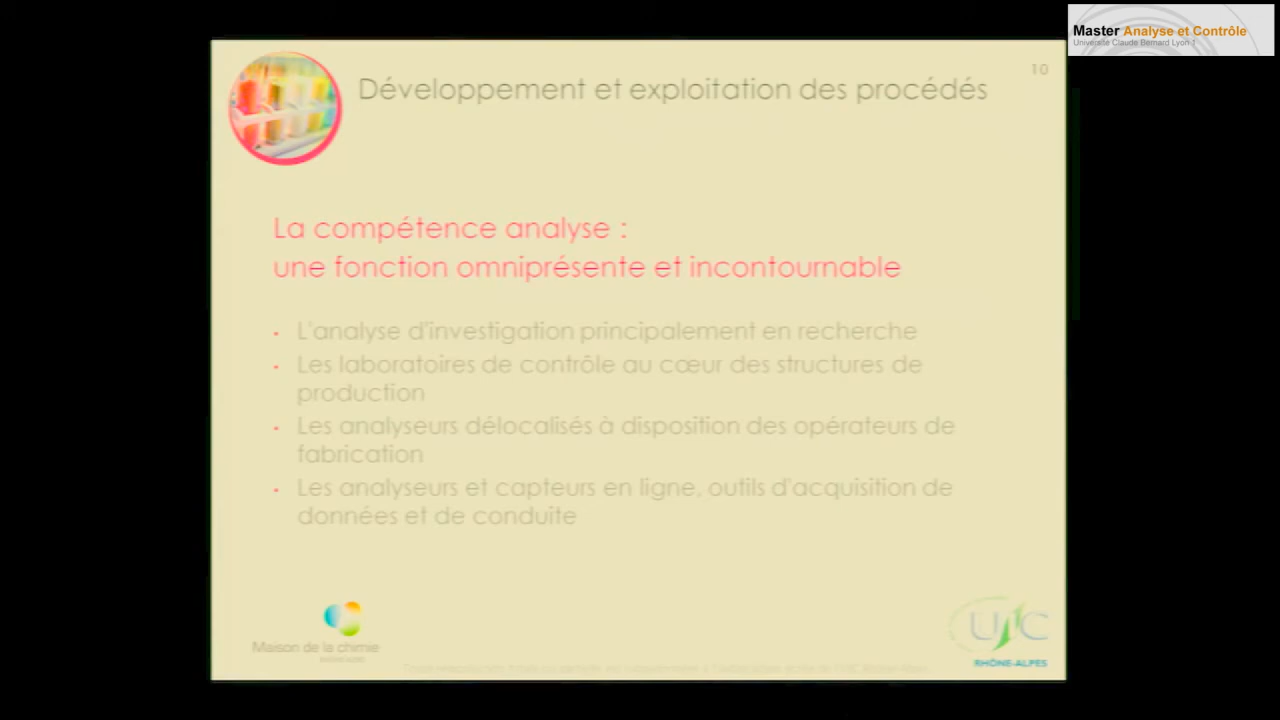 Master Analyse et Contrôle
Université Claude Bernard Lyon 1
10
Développement et exploitation des procédés
La compétence analyse :
une fonction omniprésente et incontournable
• L'analyse d'investigation principalement en recherche
• Les laboratoires de contrôle au cœur des structures de
production
• Les analyseurs délocalisés à disposition des opérateurs de
fabrication
• Les analyseurs et capteurs en ligne, outils d'acquisition de
données et de conduite
Maison de la chimie
RHÔNE-ALPES
UIC
RHÔNE-ALPES